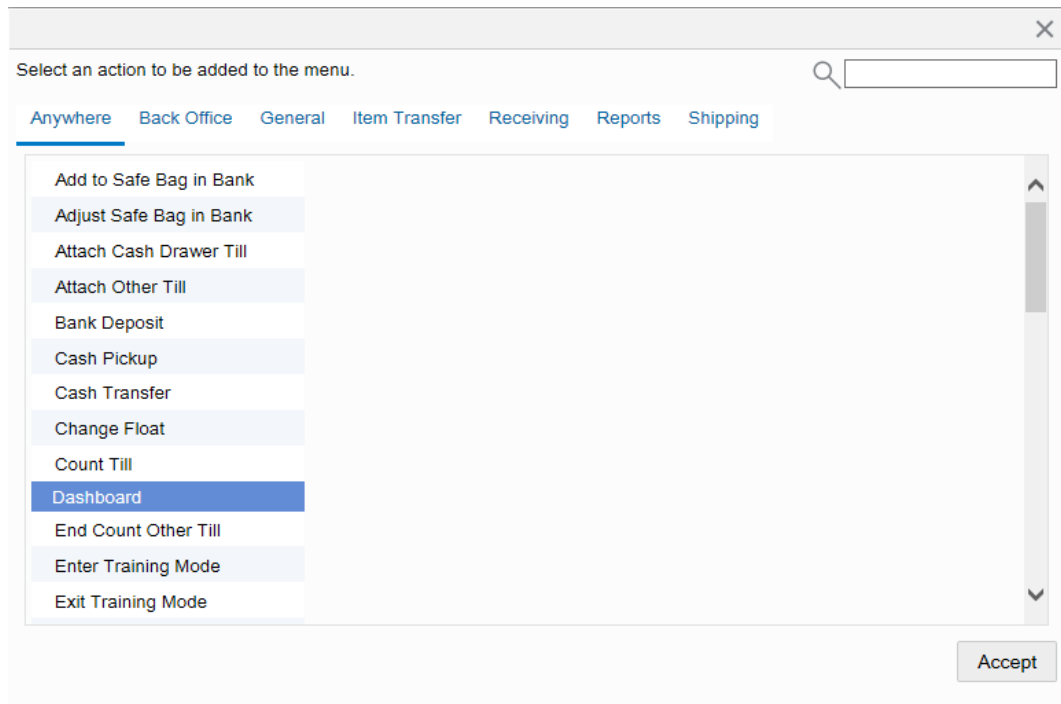 Select an action to be added to the menu.
Anywhere Back Office General Item Transfer Receiving Reports Shipping
Add to Safe Bag in Bank
Adjust Safe Bag in Bank
Attach Cash Drawer Till
Attach Other Till
Bank Deposit
Cash Pickup
Cash Transfer
Change Float
Count Till
Dashboard
End Count Other Till
Enter Training Mode
Exit Training Mode
Accept